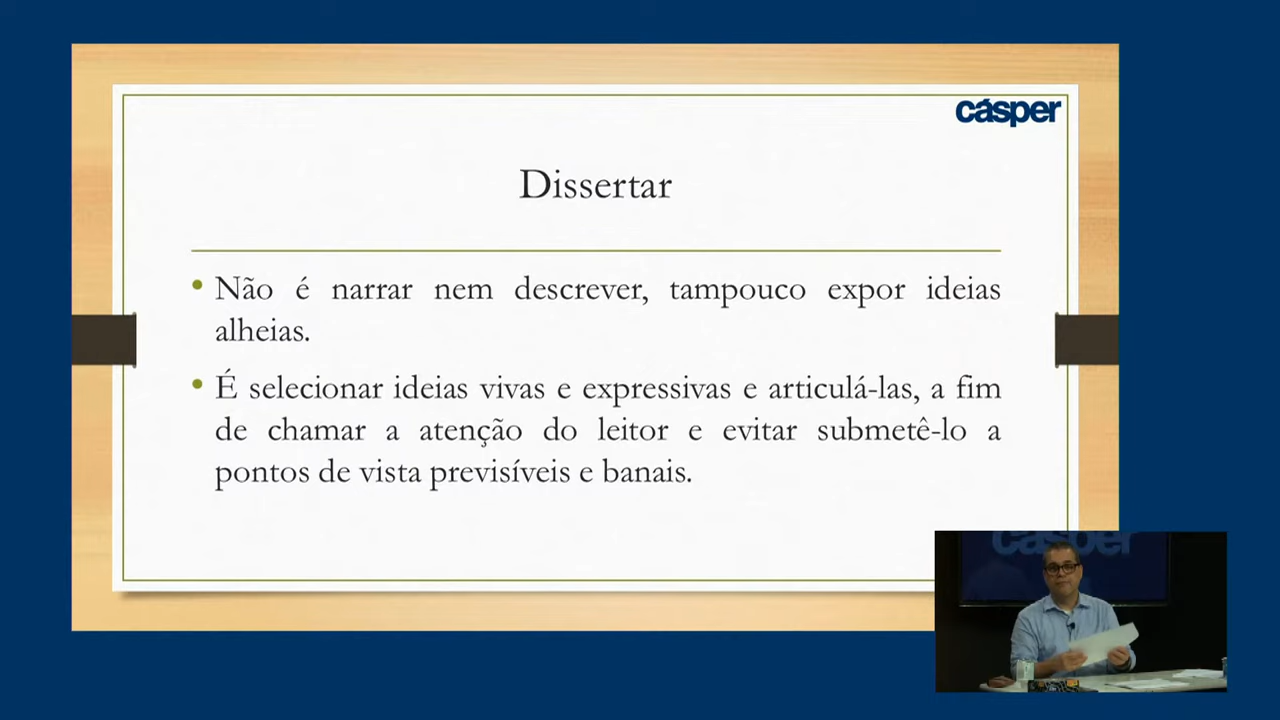 cásper
Dissertar
• Não é narrar nem descrever, tampouco expor ideias
alheias.
• É selecionar ideias vivas e expressivas e articulá-las, a fim
de chamar a atenção do leitor e evitar submetê-lo a
pontos de vista previsíveis e banais.
cásper